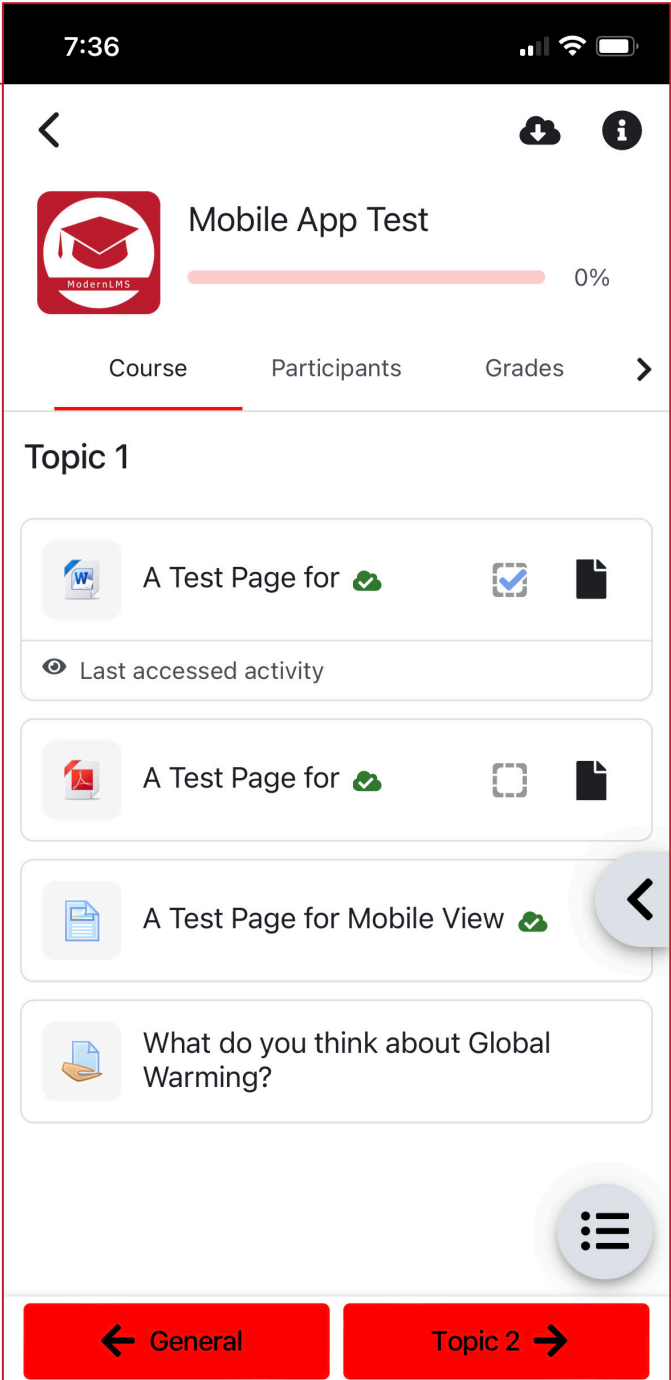 7:36
Mobile App Test
ModernLMS
0%
Course Participants Grades
Topic 1
A Test Page for
Last accessed activity
A Test Page for
A Test Page for Mobile View
What do you think about Global
Warming?
General Topic 2